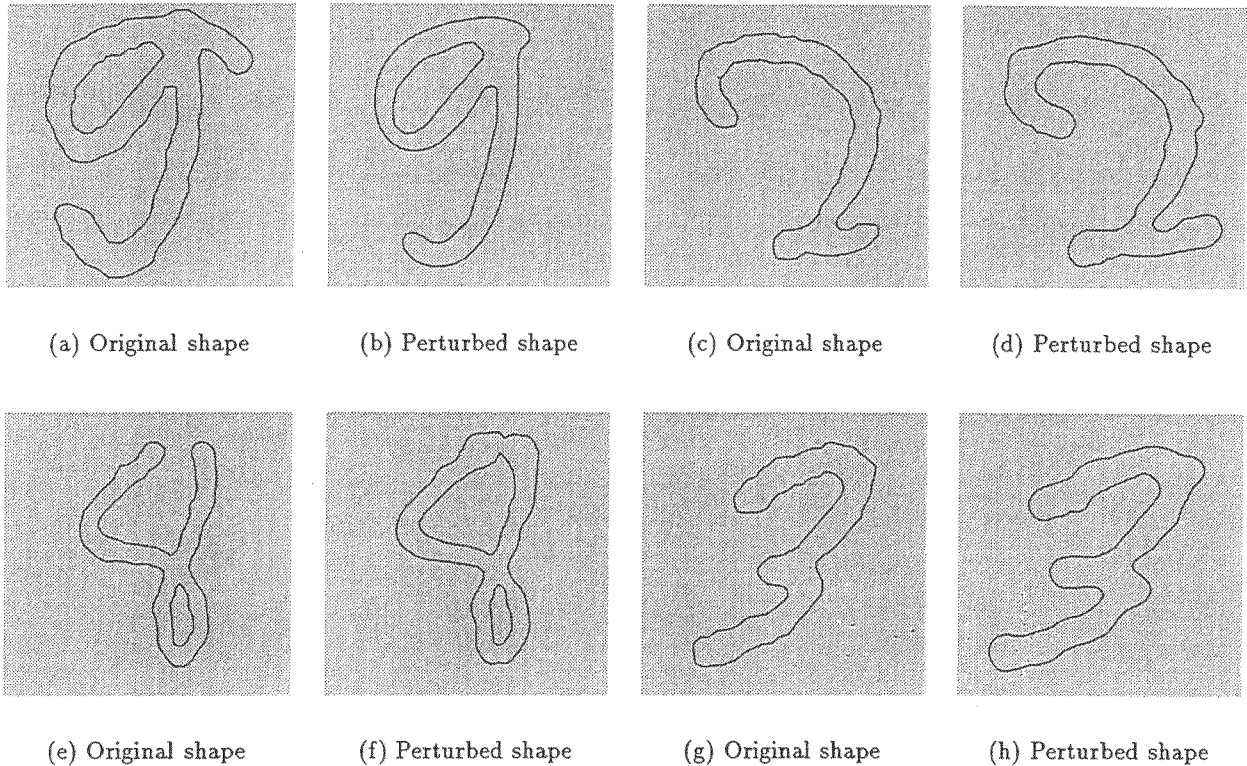 (a) Original shape
(b) Perturbed shape
(c) Original shape
(d) Perturbed shape
(e) Original shape
(f) Perturbed shape
(g) Original shape
(h) Perturbed shape